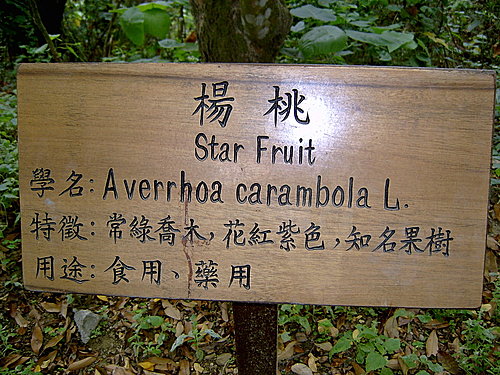 楊桃
Star Fruit
學名：Averrhoa carambola L.
特徵：常綠喬木，花紅紫色，知名果樹
用途：食用、藥用